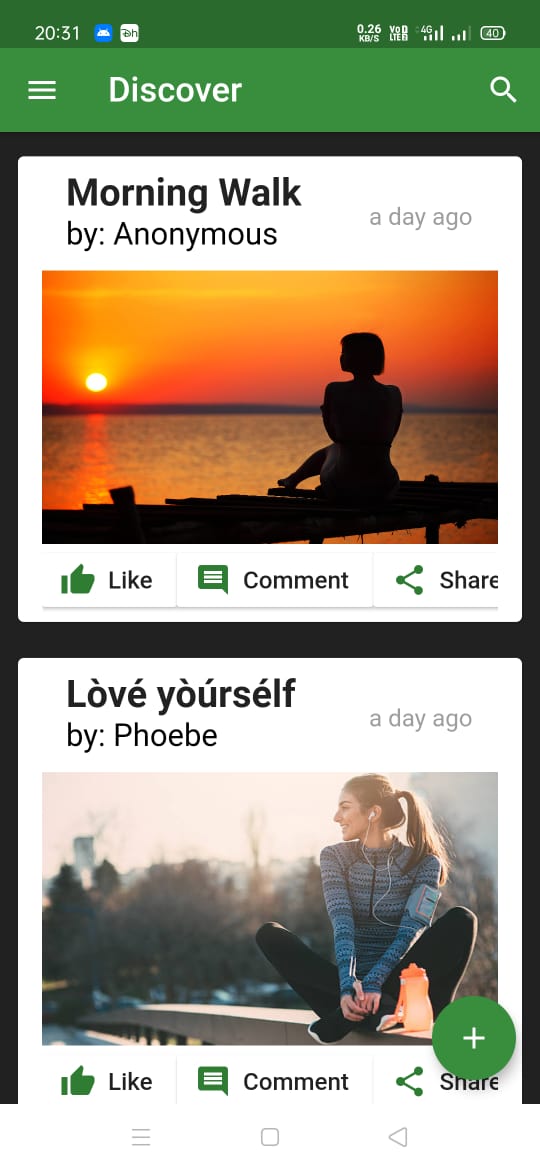 20:31
0.26 KB/S
VoD LTE
4G
40
Discover
Morning Walk
by: Anonymous
a day ago
Like
Comment
Share
Lòvé yòúrsélf
by: Phoebe
a day ago
Like
Comment
Share